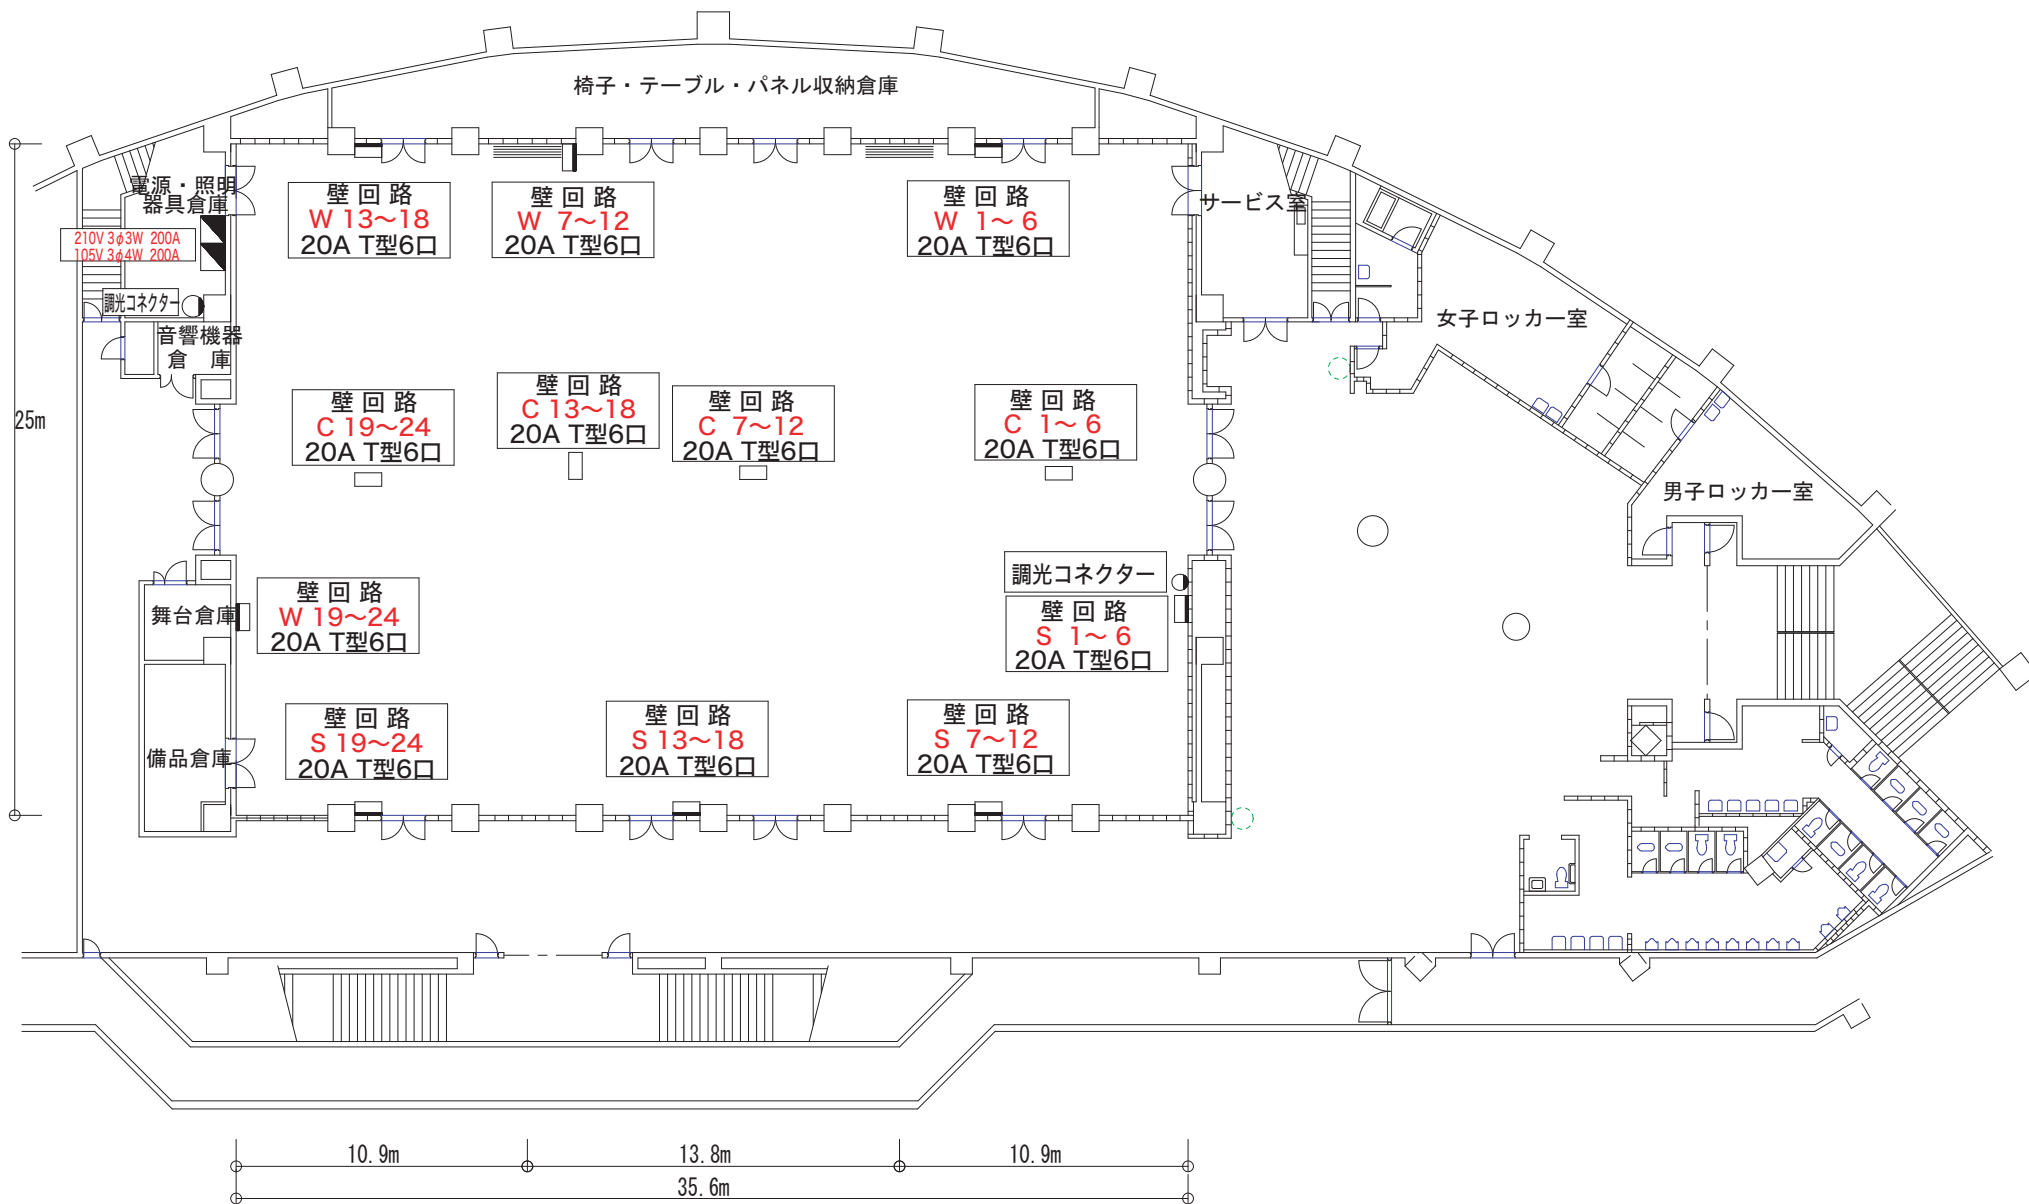 椅子・テーブル・パネル収納倉庫
電源・照明
器具倉庫
210V 3φ3W 200A
105V 3φ4W 200A
調光コネクター
音響機器
倉 庫
壁 回 路
W 13〜18
20A T型6口
壁 回 路
W 7〜12
20A T型6口
壁 回 路
W 1〜 6
20A T型6口
サービス室
女子ロッカー室
男子ロッカー室
25m
壁 回 路
C 19〜24
20A T型6口
壁 回 路
C 13〜18
20A T型6口
壁 回 路
C 7〜12
20A T型6口
壁 回 路
C 1〜 6
20A T型6口
舞台倉庫
壁 回 路
W 19〜24
20A T型6口
調光コネクター
壁 回 路
S 1〜 6
20A T型6口
備品倉庫
壁 回 路
S 19〜24
20A T型6口
壁 回 路
S 13〜18
20A T型6口
壁 回 路
S 7〜12
20A T型6口
10.9m
13.8m
10.9m
35.6m